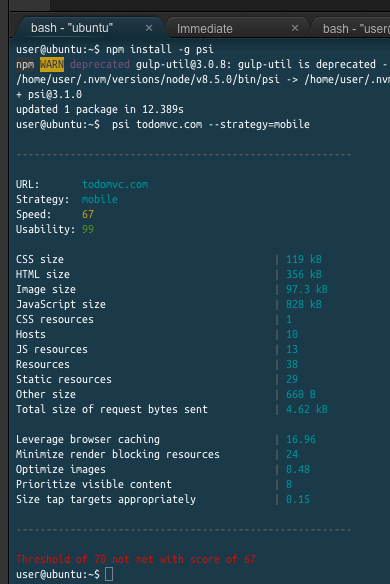 bash - "ubuntu"
Immediate
bash - "user@
user@ubuntu:~$ npm install -g psi
npm WARN deprecated gulp-util@3.0.8: gulp-util is deprecated -
/home/user/.nvm/versions/node/v8.5.0/bin/psi -> /home/user/.nv
+ psi@3.1.0
updated 1 package in 12.389s
user@ubuntu:~$  psi todomvc.com --strategy=mobile
--------------------------------------------------------
URL: todomvc.com
Strategy: mobile
Speed: 67
Usability: 99
CSS size | 119 kB
HTML size | 356 kB
Image size | 97.3 kB
JavaScript size | 828 kB
CSS resources | 1
Hosts | 10
JS resources | 13
Resources | 38
Static resources | 29
Other size | 660 B
Total size of request bytes sent | 4.62 kB
Leverage browser caching | 16.96
Minimize render blocking resources | 24
Optimize images | 0.48
Prioritize visible content | 8
Size tap targets appropriately | 0.15
--------------------------------------------------------
Threshold of 70 not met with score of 67
user@ubuntu:~$